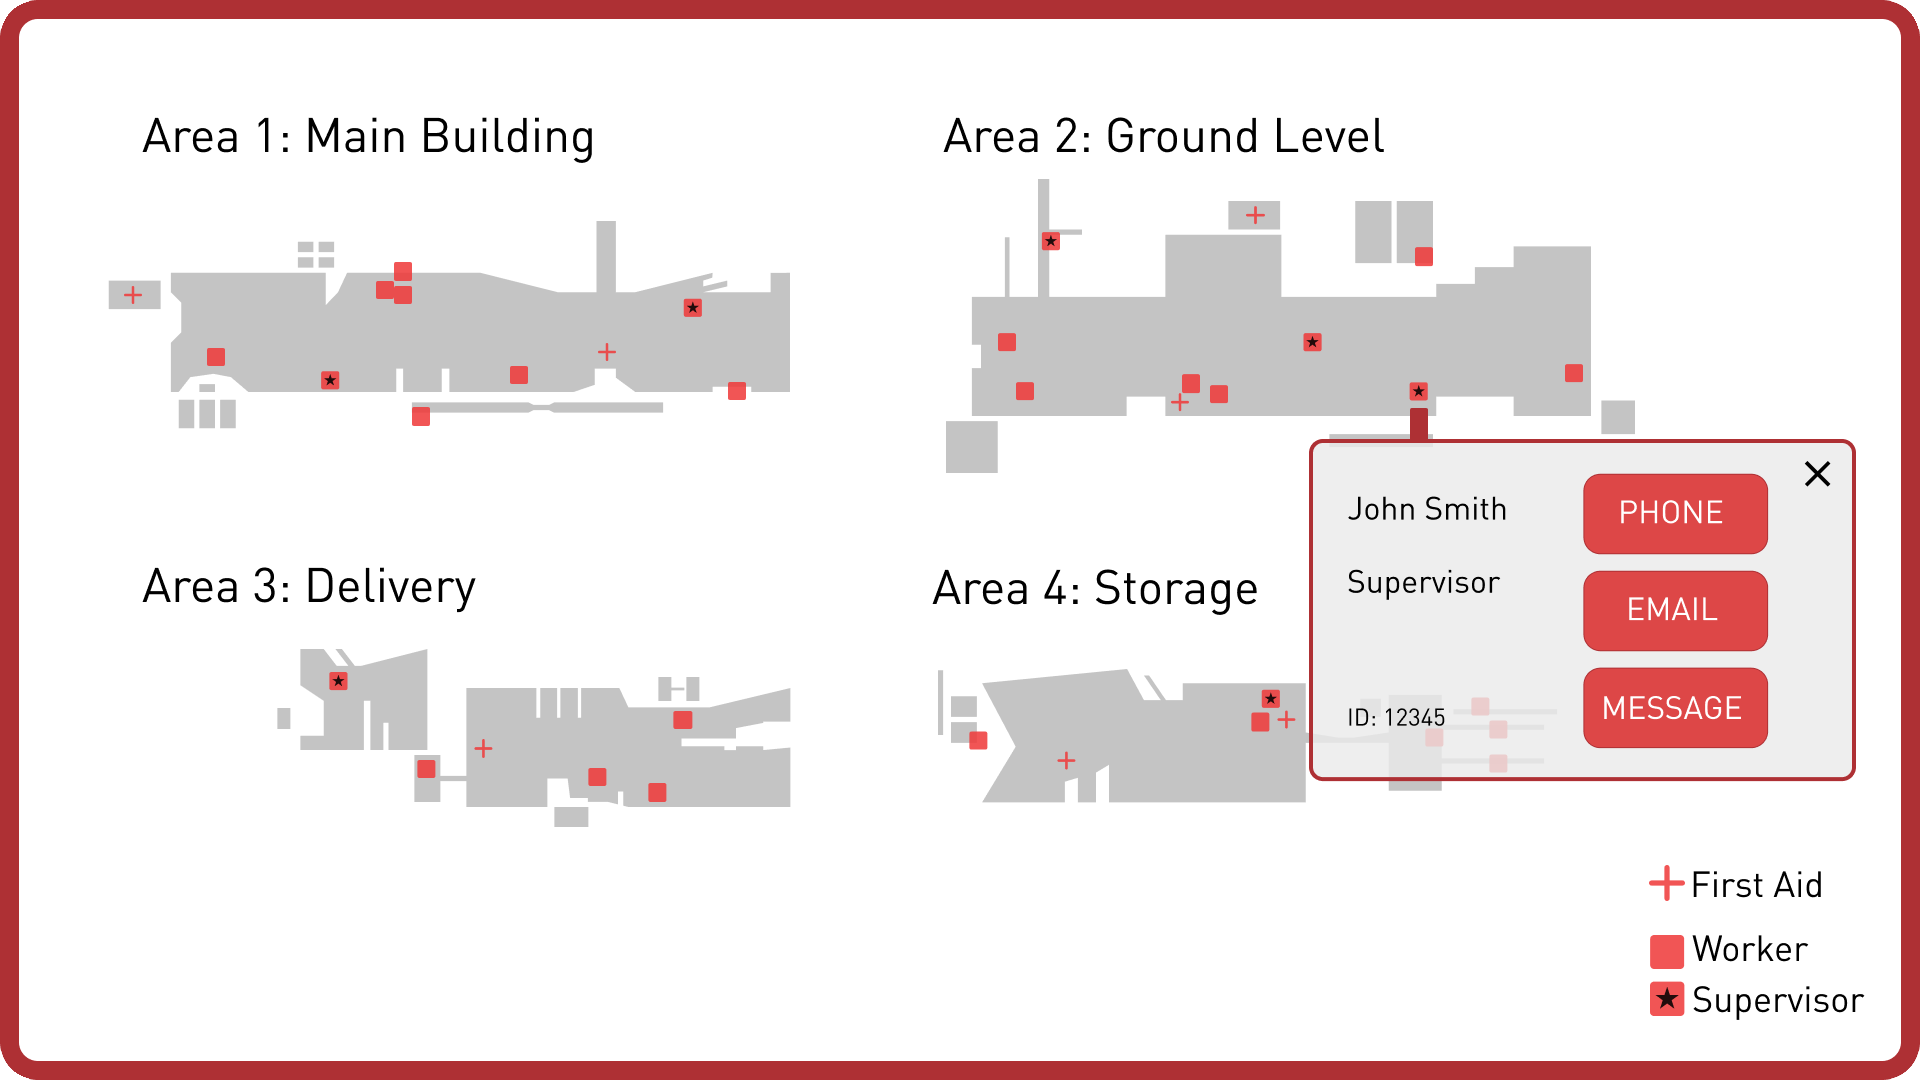 Area 1: Main Building
Area 2: Ground Level
John Smith
PHONE
Supervisor
EMAIL
ID: 12345
MESSAGE
Area 3: Delivery
Area 4: Storage
First Aid
Worker
Supervisor